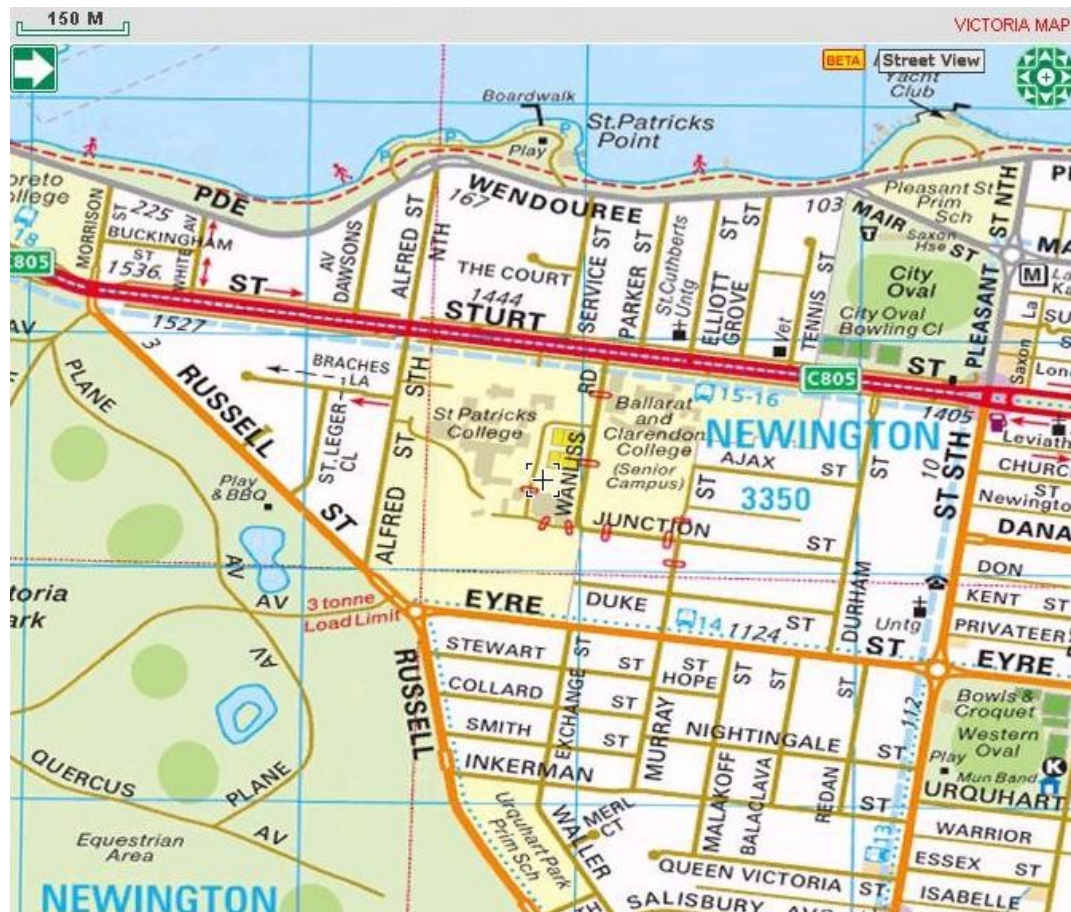 150 M
VICTORIA MAP
BETA
Street View
Yacht
Club
Boardwalk
St.Patricks
Point
Play
PDE
WENDOUREE
167
103
Pleasant St
Prim
Sch
MAIR ST
Saxon
Hse
ST NTH
18
MORRISON
ST
225
BUCKINGHAM
ST
1536
WHITE AV
AV
DAWSONS
ALFRED ST
NTH
THE COURT
1444
SERVICE ST
PARKER ST
St.Cuthberts
Untg
ELLIOTT ST
GROVE ST
Vet
TENNIS ST
City
Oval
City Oval
Bowling Cl
PLEASANT
M
La
805
ST
STURT
C805
ST
Saxon
1527
3
AV
PLANE
RUSSELL
ST
BRACHES
LA
ST.LEGER
CL
ALFRED ST
STH
St Patricks
College
RD
WANLISS
Ballarat
and
Clarendon
College
(Senior
Campus)
15-16
NEWINGTON
1405
Leviath
AJAX ST
ST
ST
10
ST STH
CHURC
ST
Newingto
3350
JUNCTION
ST
DANA
Play
& BBQ
AV
AV
AV
3 tonne
Load Limit
EYRE
DUKE
ST
14
1124
DURHAM
ST
Untg
DON
KENT ST
PRIVATEER
EYRE
RUSSELL
STEWART
ST
COLLARD
ST
SMITH
ST
INKERMAN
EXCHANGE ST
ST
HOPE
MURRAY
ST
ST
ST
NIGHTINGALE
ST
MALAKOFF
BALACLAVA
REDAN
ST
112
Bowls &
Croquet
Western
Oval
Play
Mun Band
K
URQUHART
QUERCUS
PLANE
AV
Equestrian
Area
Urquhart Park
Prim Sch
WALLER
MERL
CT
13
WARRIOR
QUEEN VICTORIA
ST
ESSEX ST
SALISBURY
ISABELLE
NEWINGTON